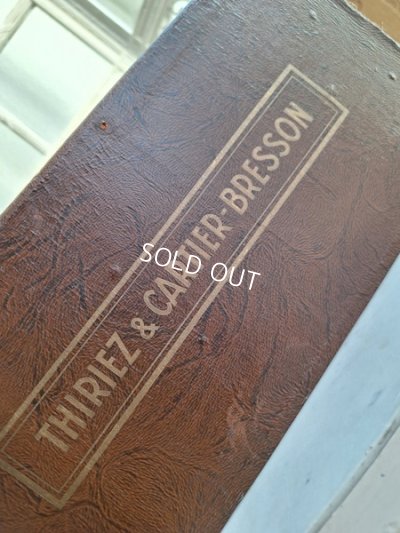 THIRIEZ & CARTIER-BRESSON
SOLD OUT